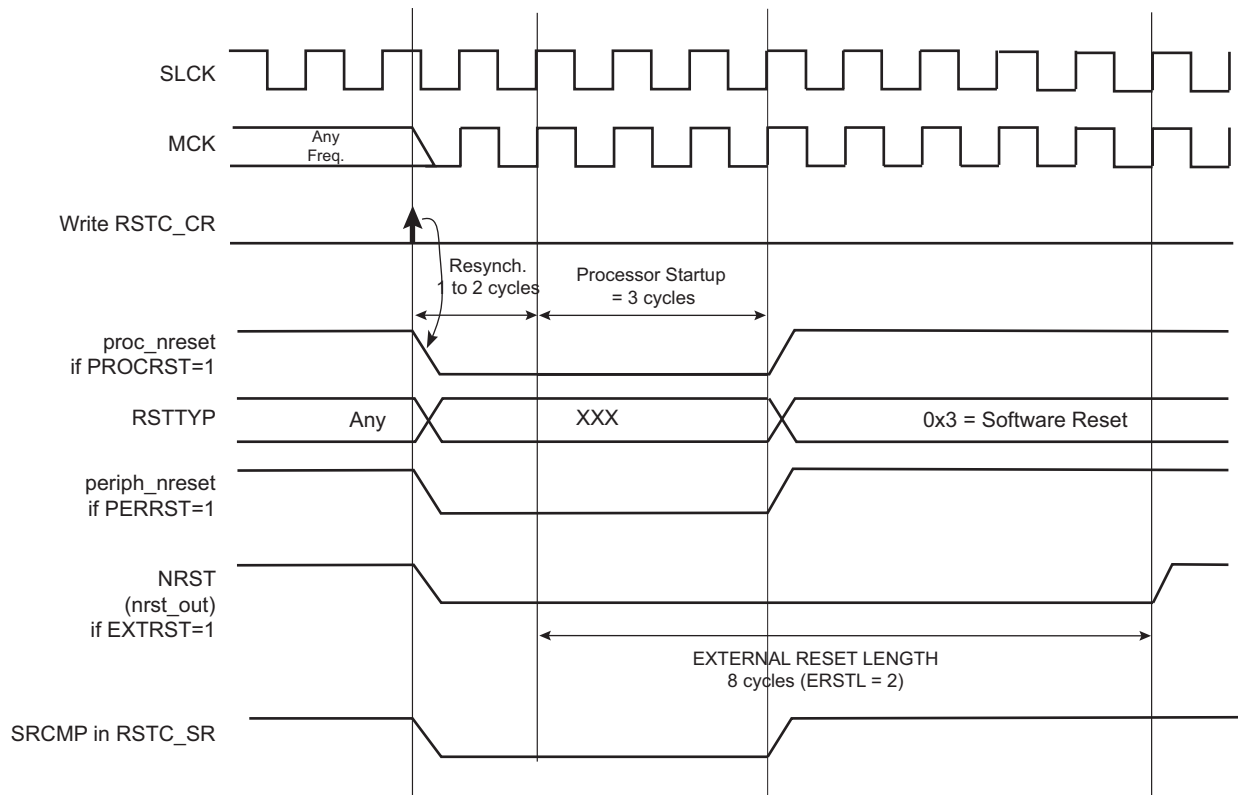 SLCK
MCK
Any
Freq.
Write RSTC_CR
Resynch.
1 to 2 cycles
Processor Startup
= 3 cycles
proc_nreset
if PROCRST=1
RSTTYP
Any
XXX
0x3 = Software Reset
periph_nreset
if PERRST=1
NRST
(nrst_out)
if EXTRST=1
EXTERNAL RESET LENGTH
8 cycles (ERSTL = 2)
SRCMP in RSTC_SR